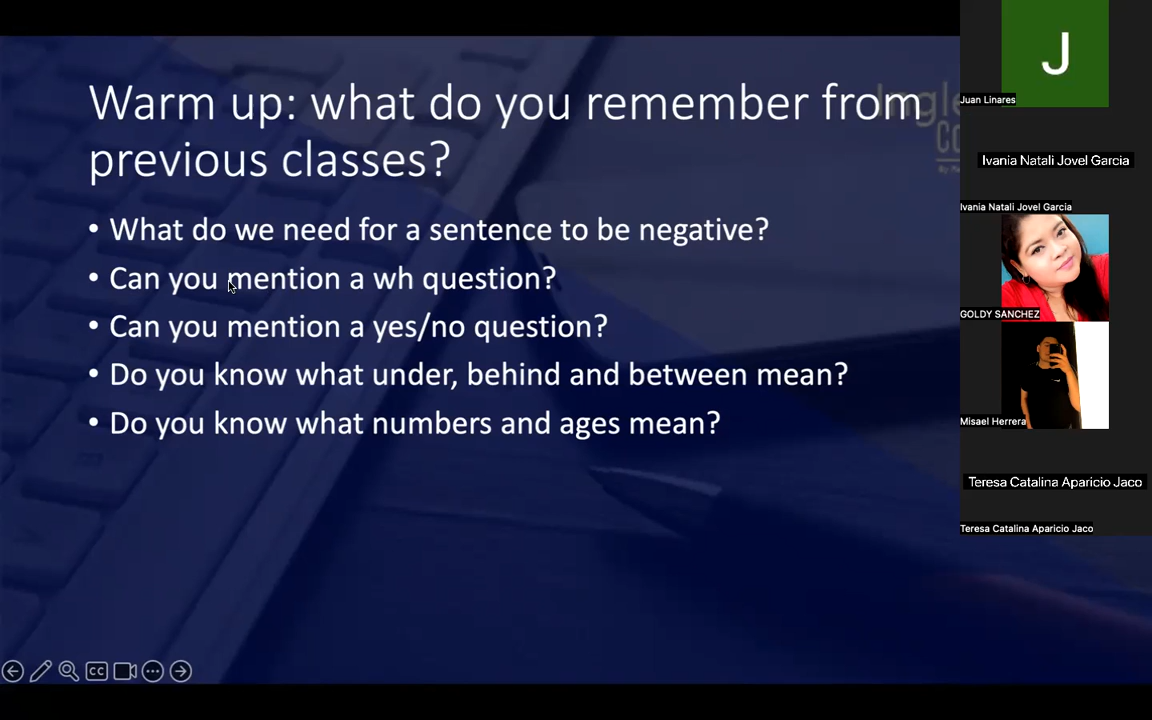 Warm up: what do you remember from
previous classes?
• What do we need for a sentence to be negative?
• Can you mention a wh question?
• Can you mention a yes/no question?
• Do you know what under, behind and between mean?
• Do you know what numbers and ages mean?
CC
J
Juan Linares
Ivania Natali Jovel Garcia
Ivania Natali Jovel Garcia
GOLDY SANCHEZ
Misael Herrera
Teresa Catalina Aparicio Jaco
Teresa Catalina Aparicio Jaco